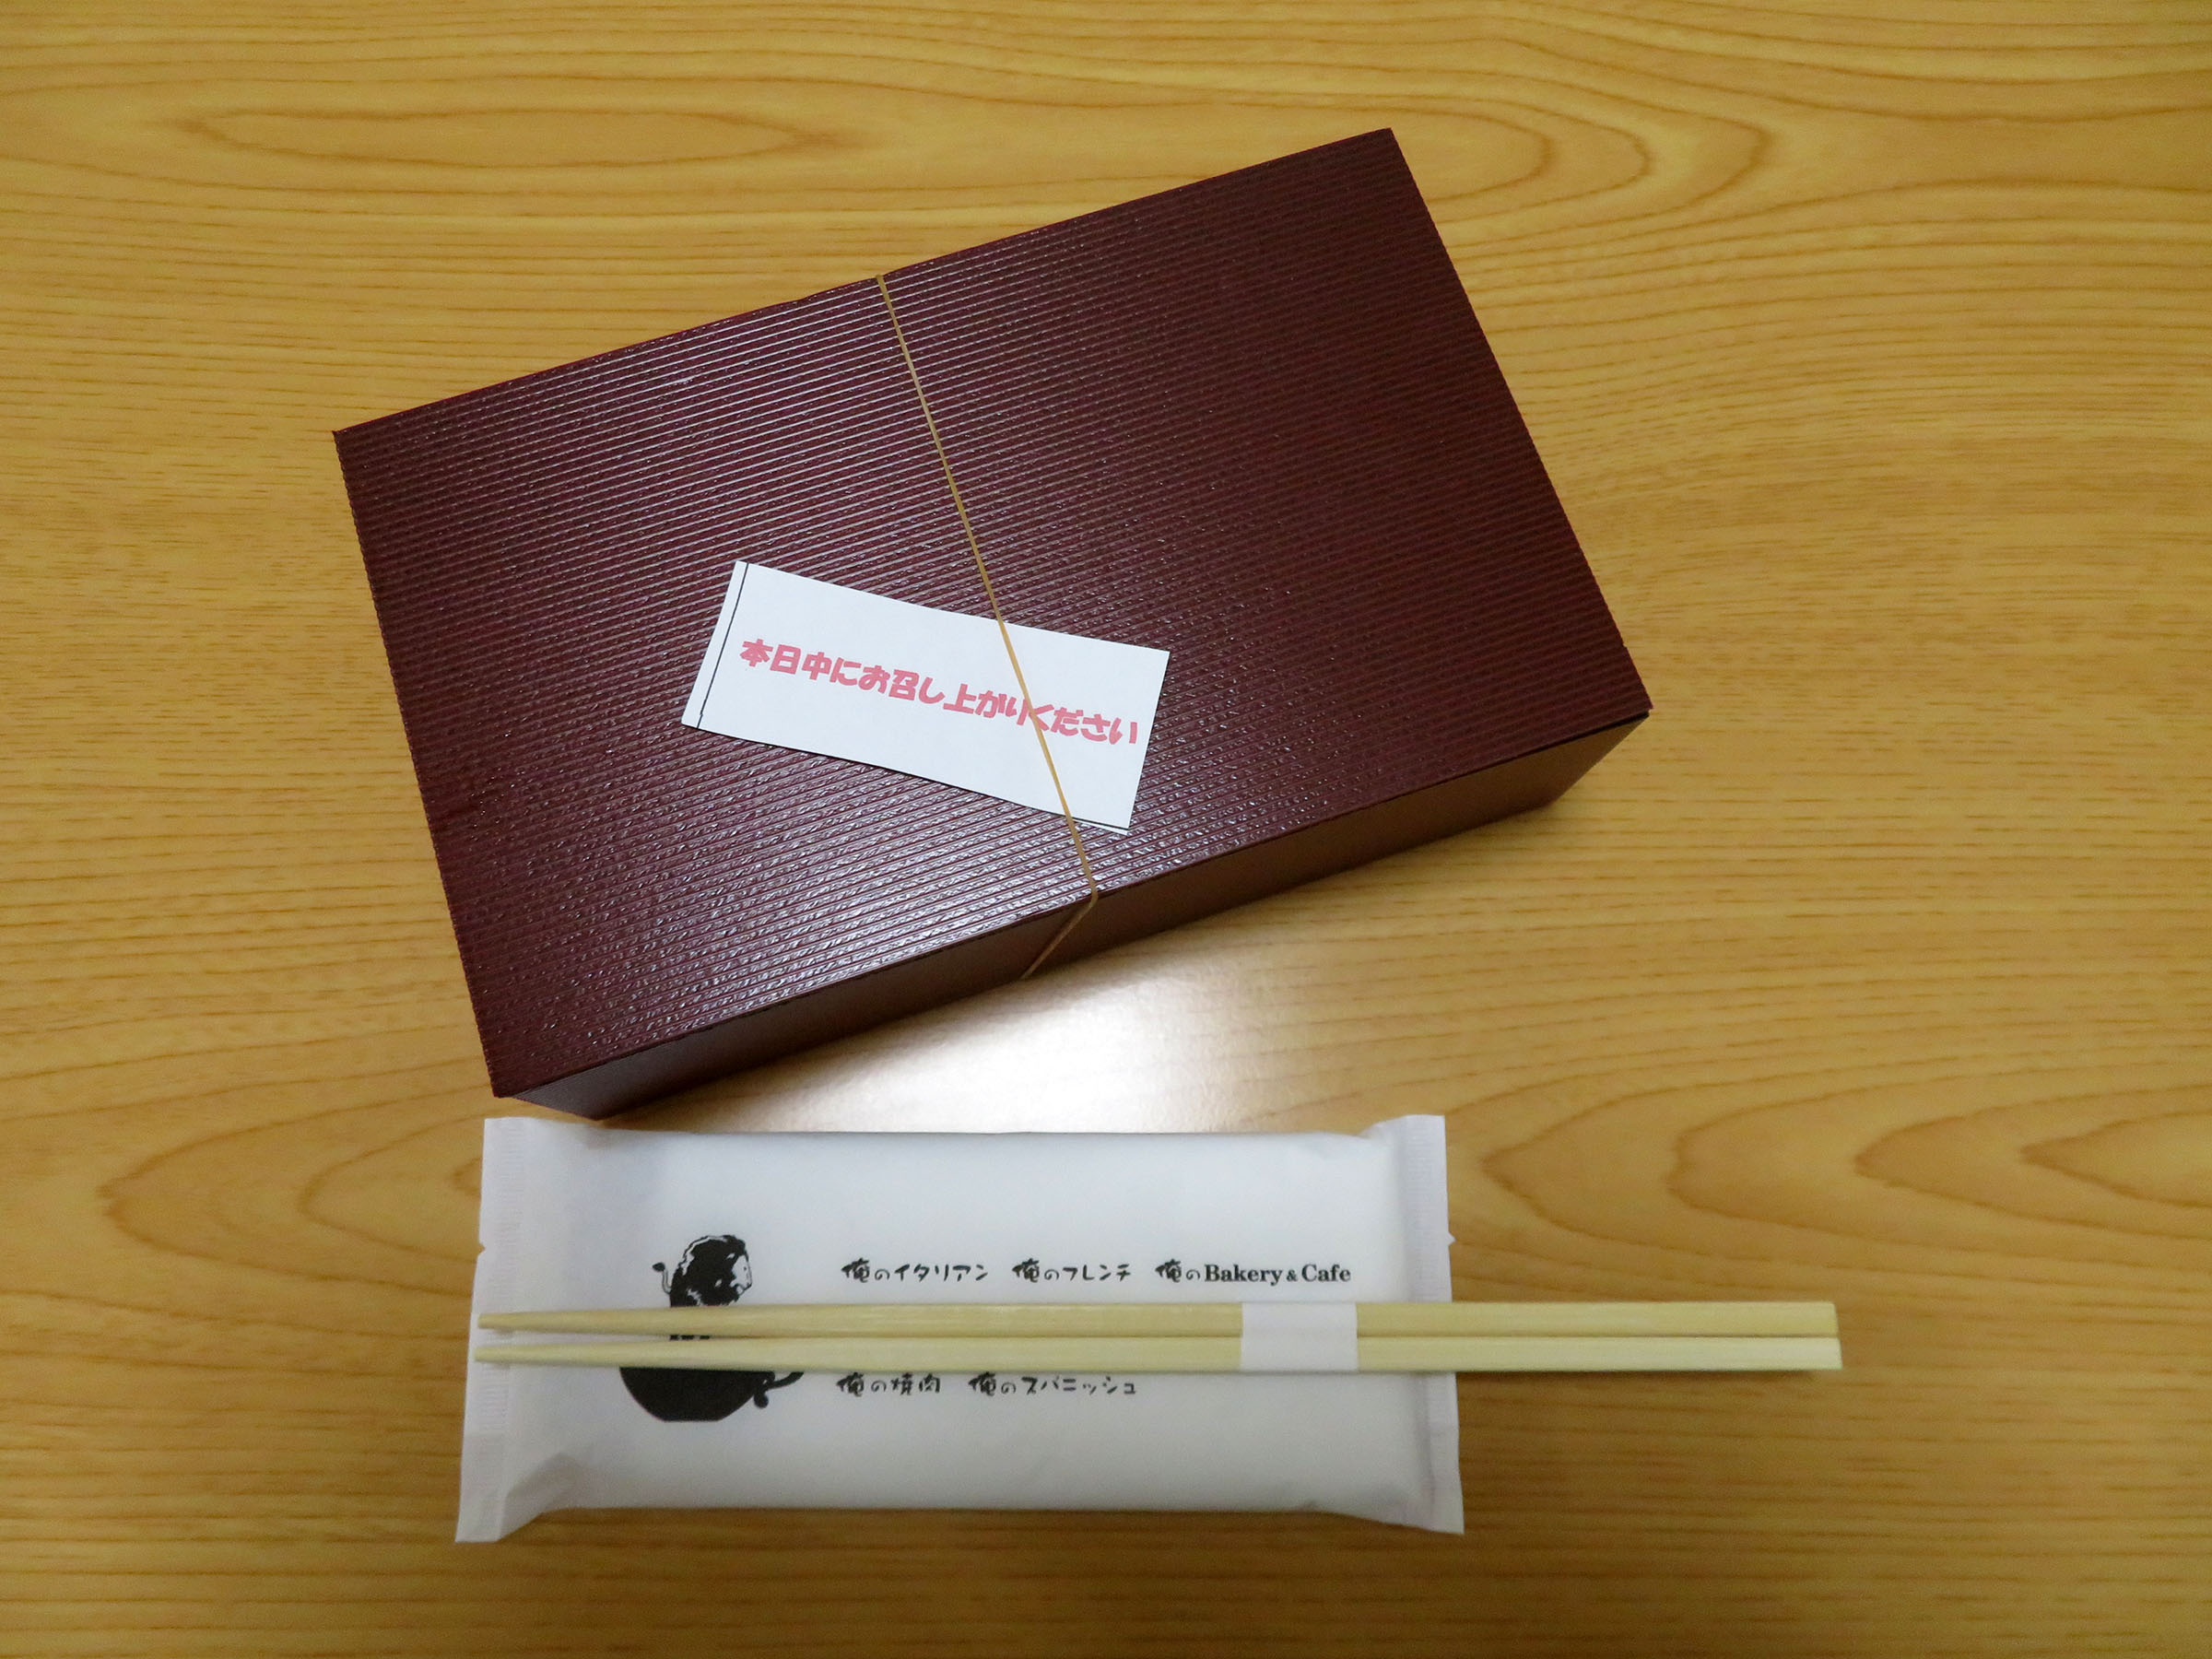 本日中にお召し上がりください
俺のイタリアン 俺のフレンチ 俺のBakery&Cafe
俺の焼肉 俺のスパニッシュ